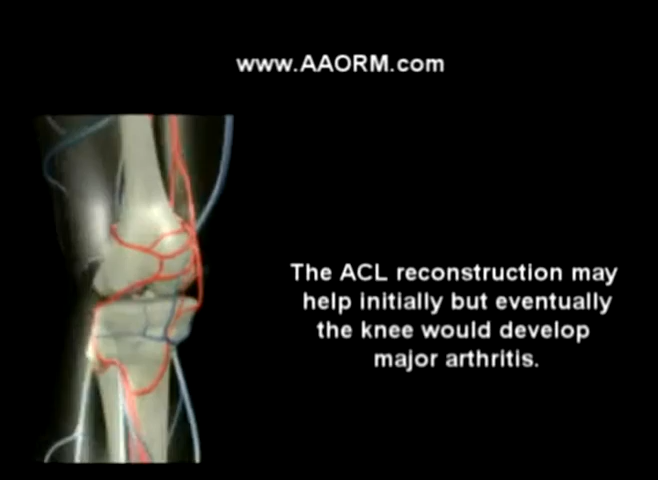 www.AAORM.com
The ACL reconstruction may
help initially but eventually
the knee would develop
major arthritis.